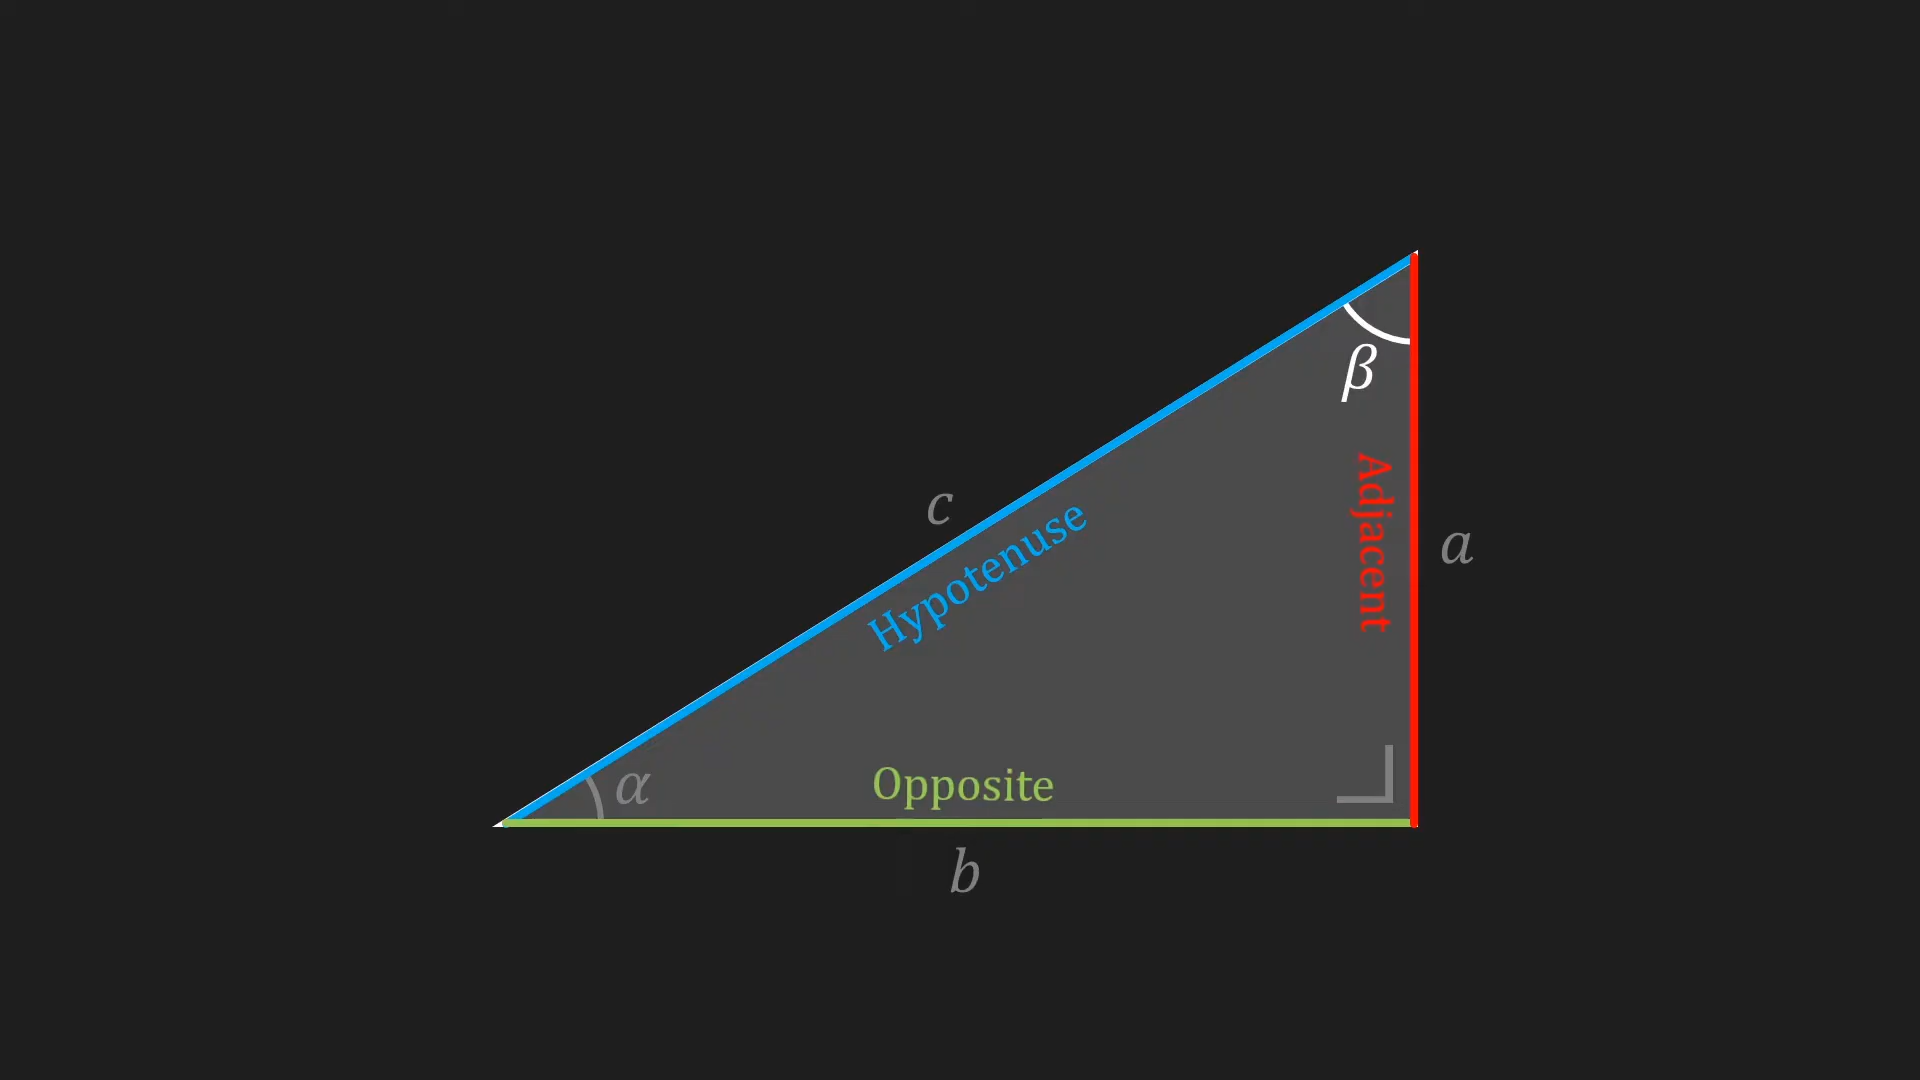 β
c
Hypotenuse
Adjacent
a
α
Opposite
b